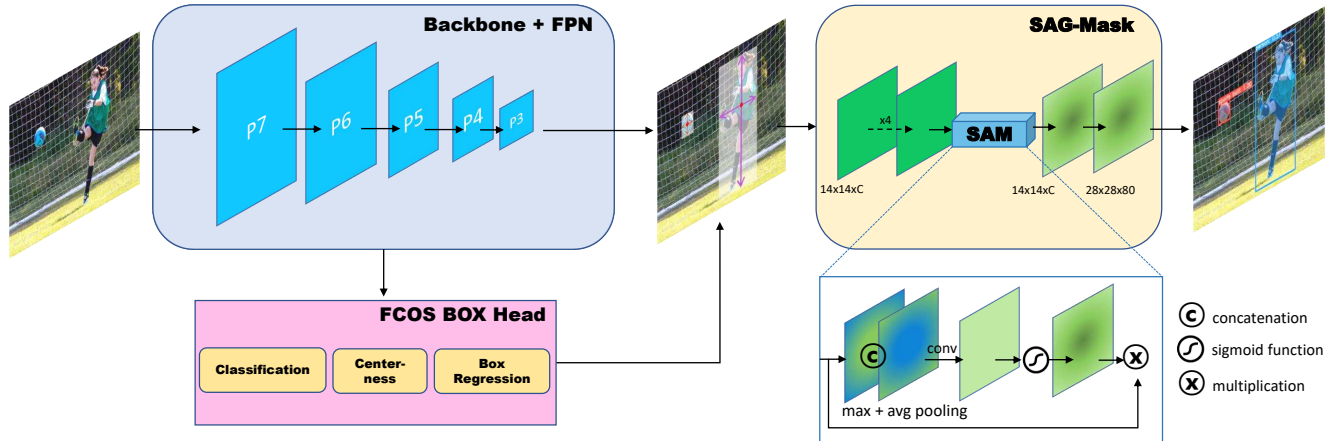 Backbone + FPN
P7
P6
P5
P4
P3
SAG-Mask
x4
SAM
14x14xC
14x14xC
28x28x80
FCOS BOX Head
Classification
Center-
ness
Box
Regression
C
conv
X
max + avg pooling
C concatenation
sigmoid function
X multiplication